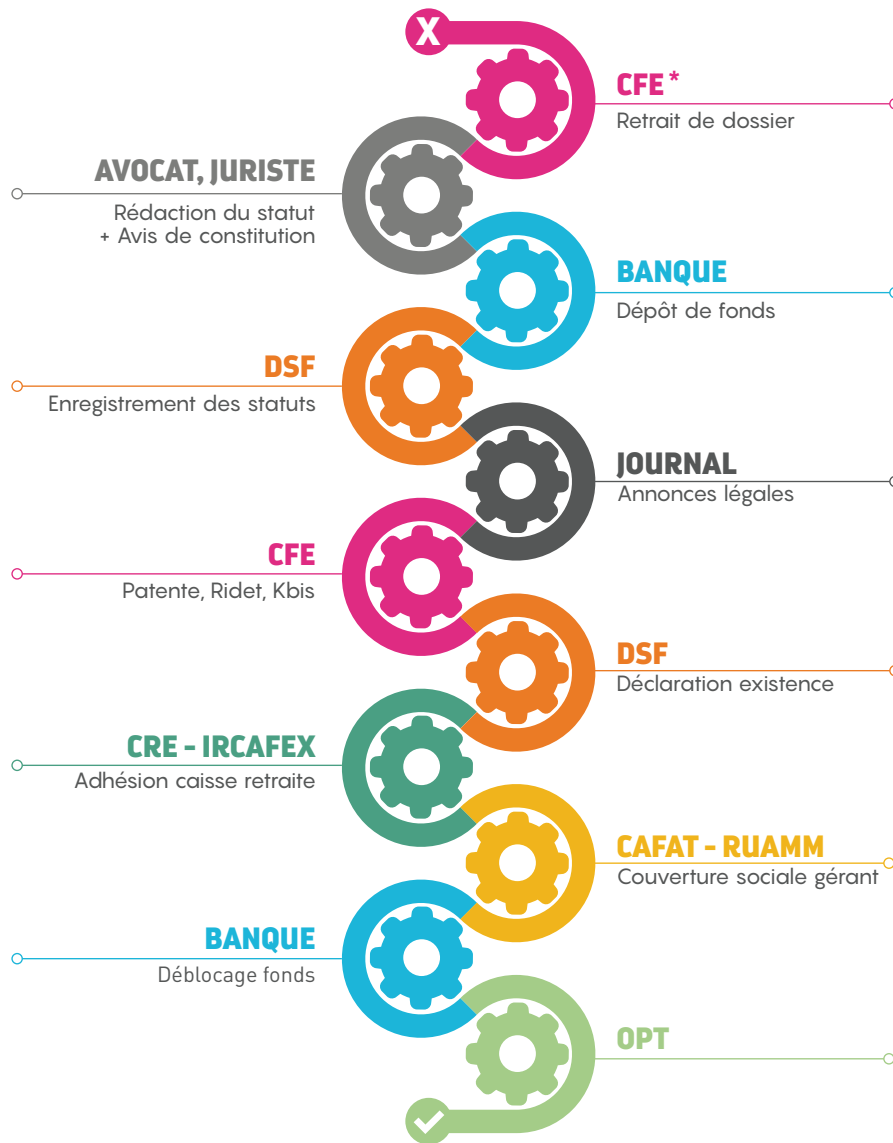 X
CFE *
Retrait de dossier
AVOCAT, JURISTE
Rédaction du statut
+ Avis de constitution
BANQUE
Dépôt de fonds
DSF
Enregistrement des statuts
JOURNAL
Annonces légales
CFE
Patente, Ridet, Kbis
DSF
Déclaration existence
CRE - IRCAFEX
Adhésion caisse retraite
CAFAT - RUAMM
Couverture sociale gérant
BANQUE
Déblocage fonds
OPT